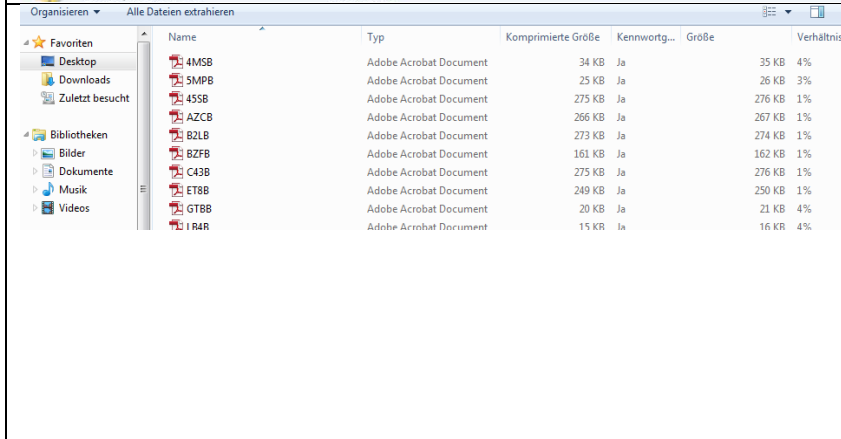 Organisieren Alle Dateien extrahieren
Favoriten
Desktop
Downloads
Zuletzt besucht
Bibliotheken
Bilder
Dokumente
Musik
Videos
Name Typ Komprimierte Größe Kennwortg... Größe Verhältnis
4MSB Adobe Acrobat Document 34 KB Ja 35 KB 4%
5MPB Adobe Acrobat Document 25 KB Ja 26 KB 3%
45SB Adobe Acrobat Document 275 KB Ja 276 KB 1%
AZCB Adobe Acrobat Document 266 KB Ja 267 KB 1%
B2LB Adobe Acrobat Document 273 KB Ja 274 KB 1%
BZFB Adobe Acrobat Document 161 KB Ja 162 KB 1%
C43B Adobe Acrobat Document 275 KB Ja 276 KB 1%
ET8B Adobe Acrobat Document 249 KB Ja 250 KB 1%
GTBB Adobe Acrobat Document 20 KB Ja 21 KB 4%
LB4B Adobe Acrobat Document 15 KB Ja 16 KB 4%